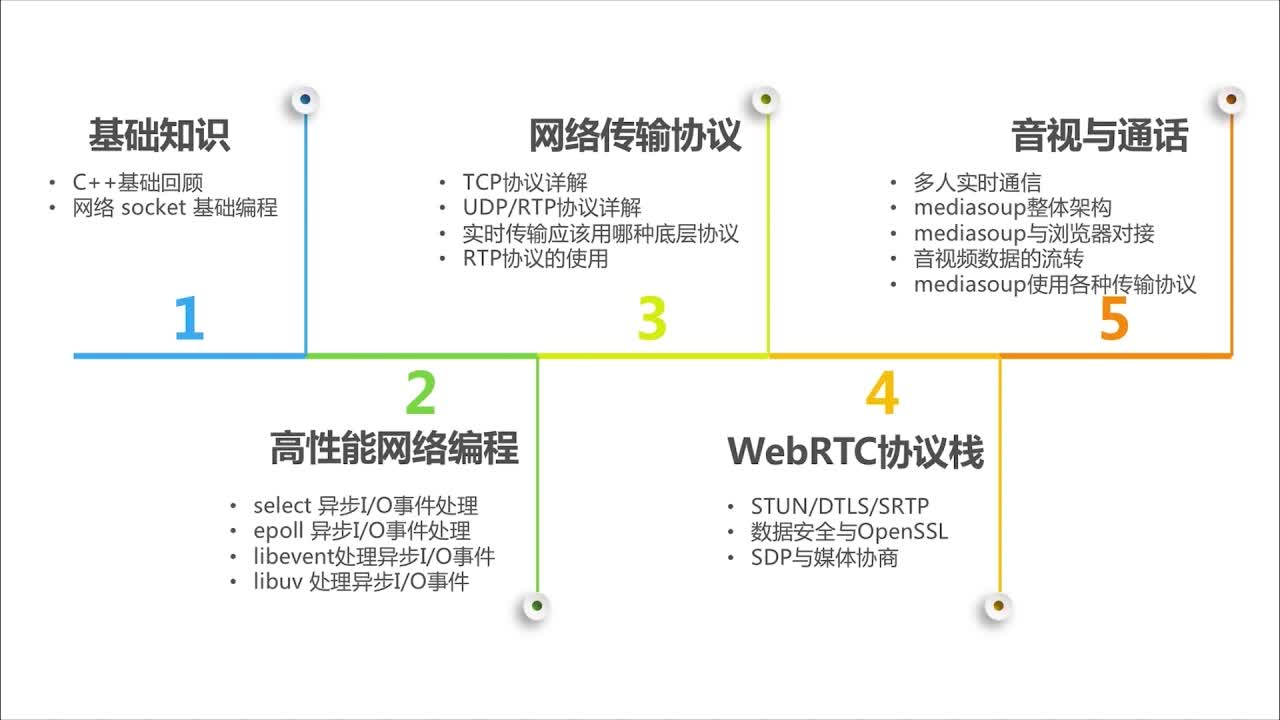 基础知识
• C++基础回顾
• 网络 socket 基础编程
1
高性能网络编程
• select 异步I/O事件处理
• epoll 异步I/O事件处理
• libevent处理异步I/O事件
• libuv 处理异步I/O事件
2
网络传输协议
• TCP协议详解
• UDP/RTP协议详解
• 实时传输应该用哪种底层协议
• RTP协议的使用
3
WebRTC协议栈
• STUN/DTLS/SRTP
• 数据安全与OpenSSL
• SDP与媒体协商
4
音视与通话
• 多人实时通信
• mediasoup整体架构
• mediasoup与浏览器对接
• 音视频数据的流转
• mediasoup使用各种传输协议
5